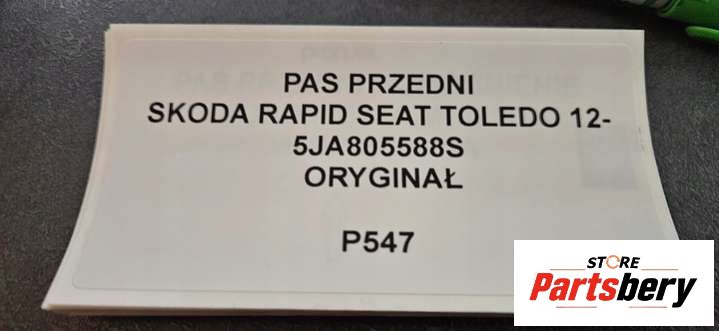 PAS PRZEDNI
SKODA RAPID SEAT TOLEDO 12-
5JA805588S
ORYGINAŁ
P547
STORE
Partsbery